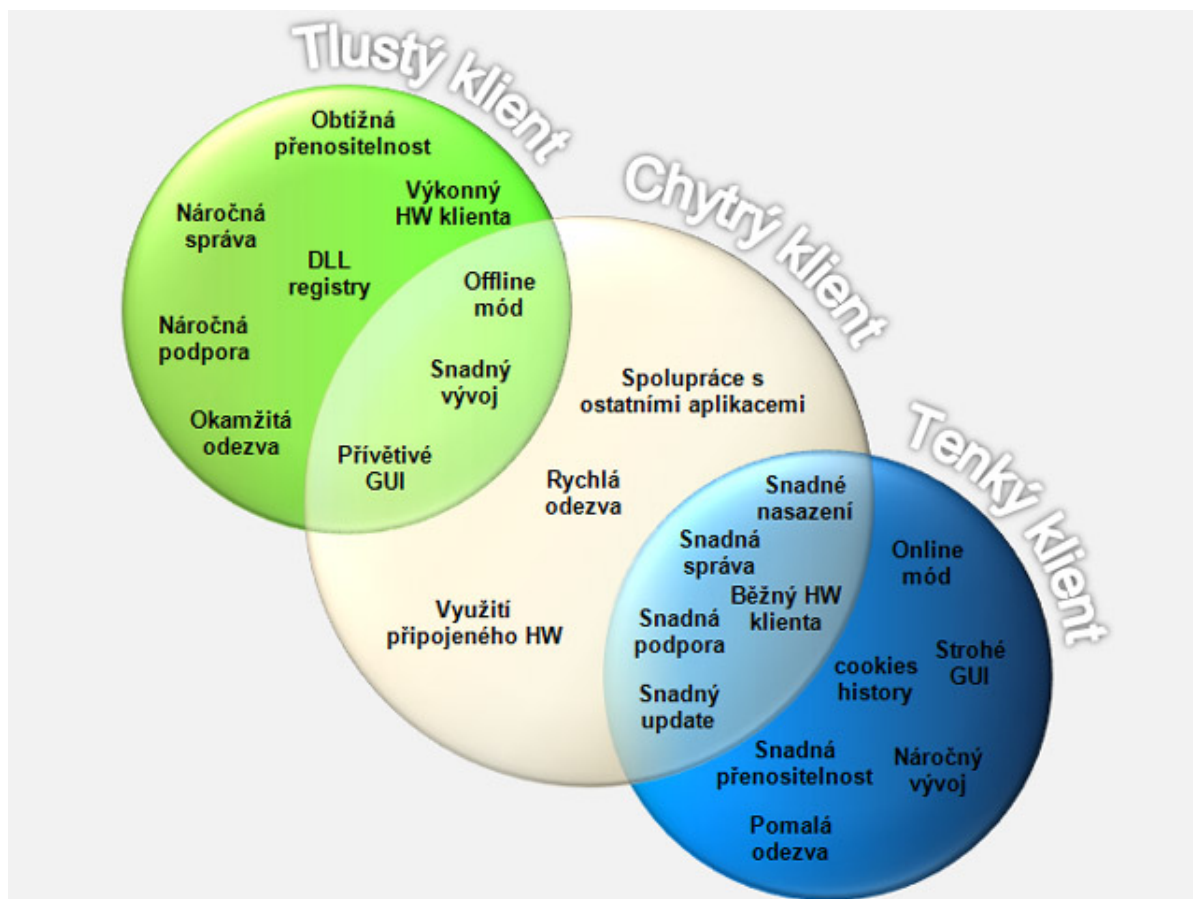 Tlustý klient
Obtížná
přenositelnost
Výkonný
HW klienta
Náročná
správa
DLL
registry
Náročná
podpora
Okamžitá
odezva
Offline
mód
Snadný
vývoj
Přívětivé
GUI
Chytrý klient
Spolupráce s
ostatními aplikacemi
Rychlá
odezva
Využití
připojeného HW
Snadné
nasazení
Snadná
správa
Běžný HW
klienta
Snadná
podpora
Snadný
update
Tenký klient
Online
mód
Strohé
GUI
cookies
history
Snadná
přenositelnost
Náročný
vývoj
Pomalá
odezva